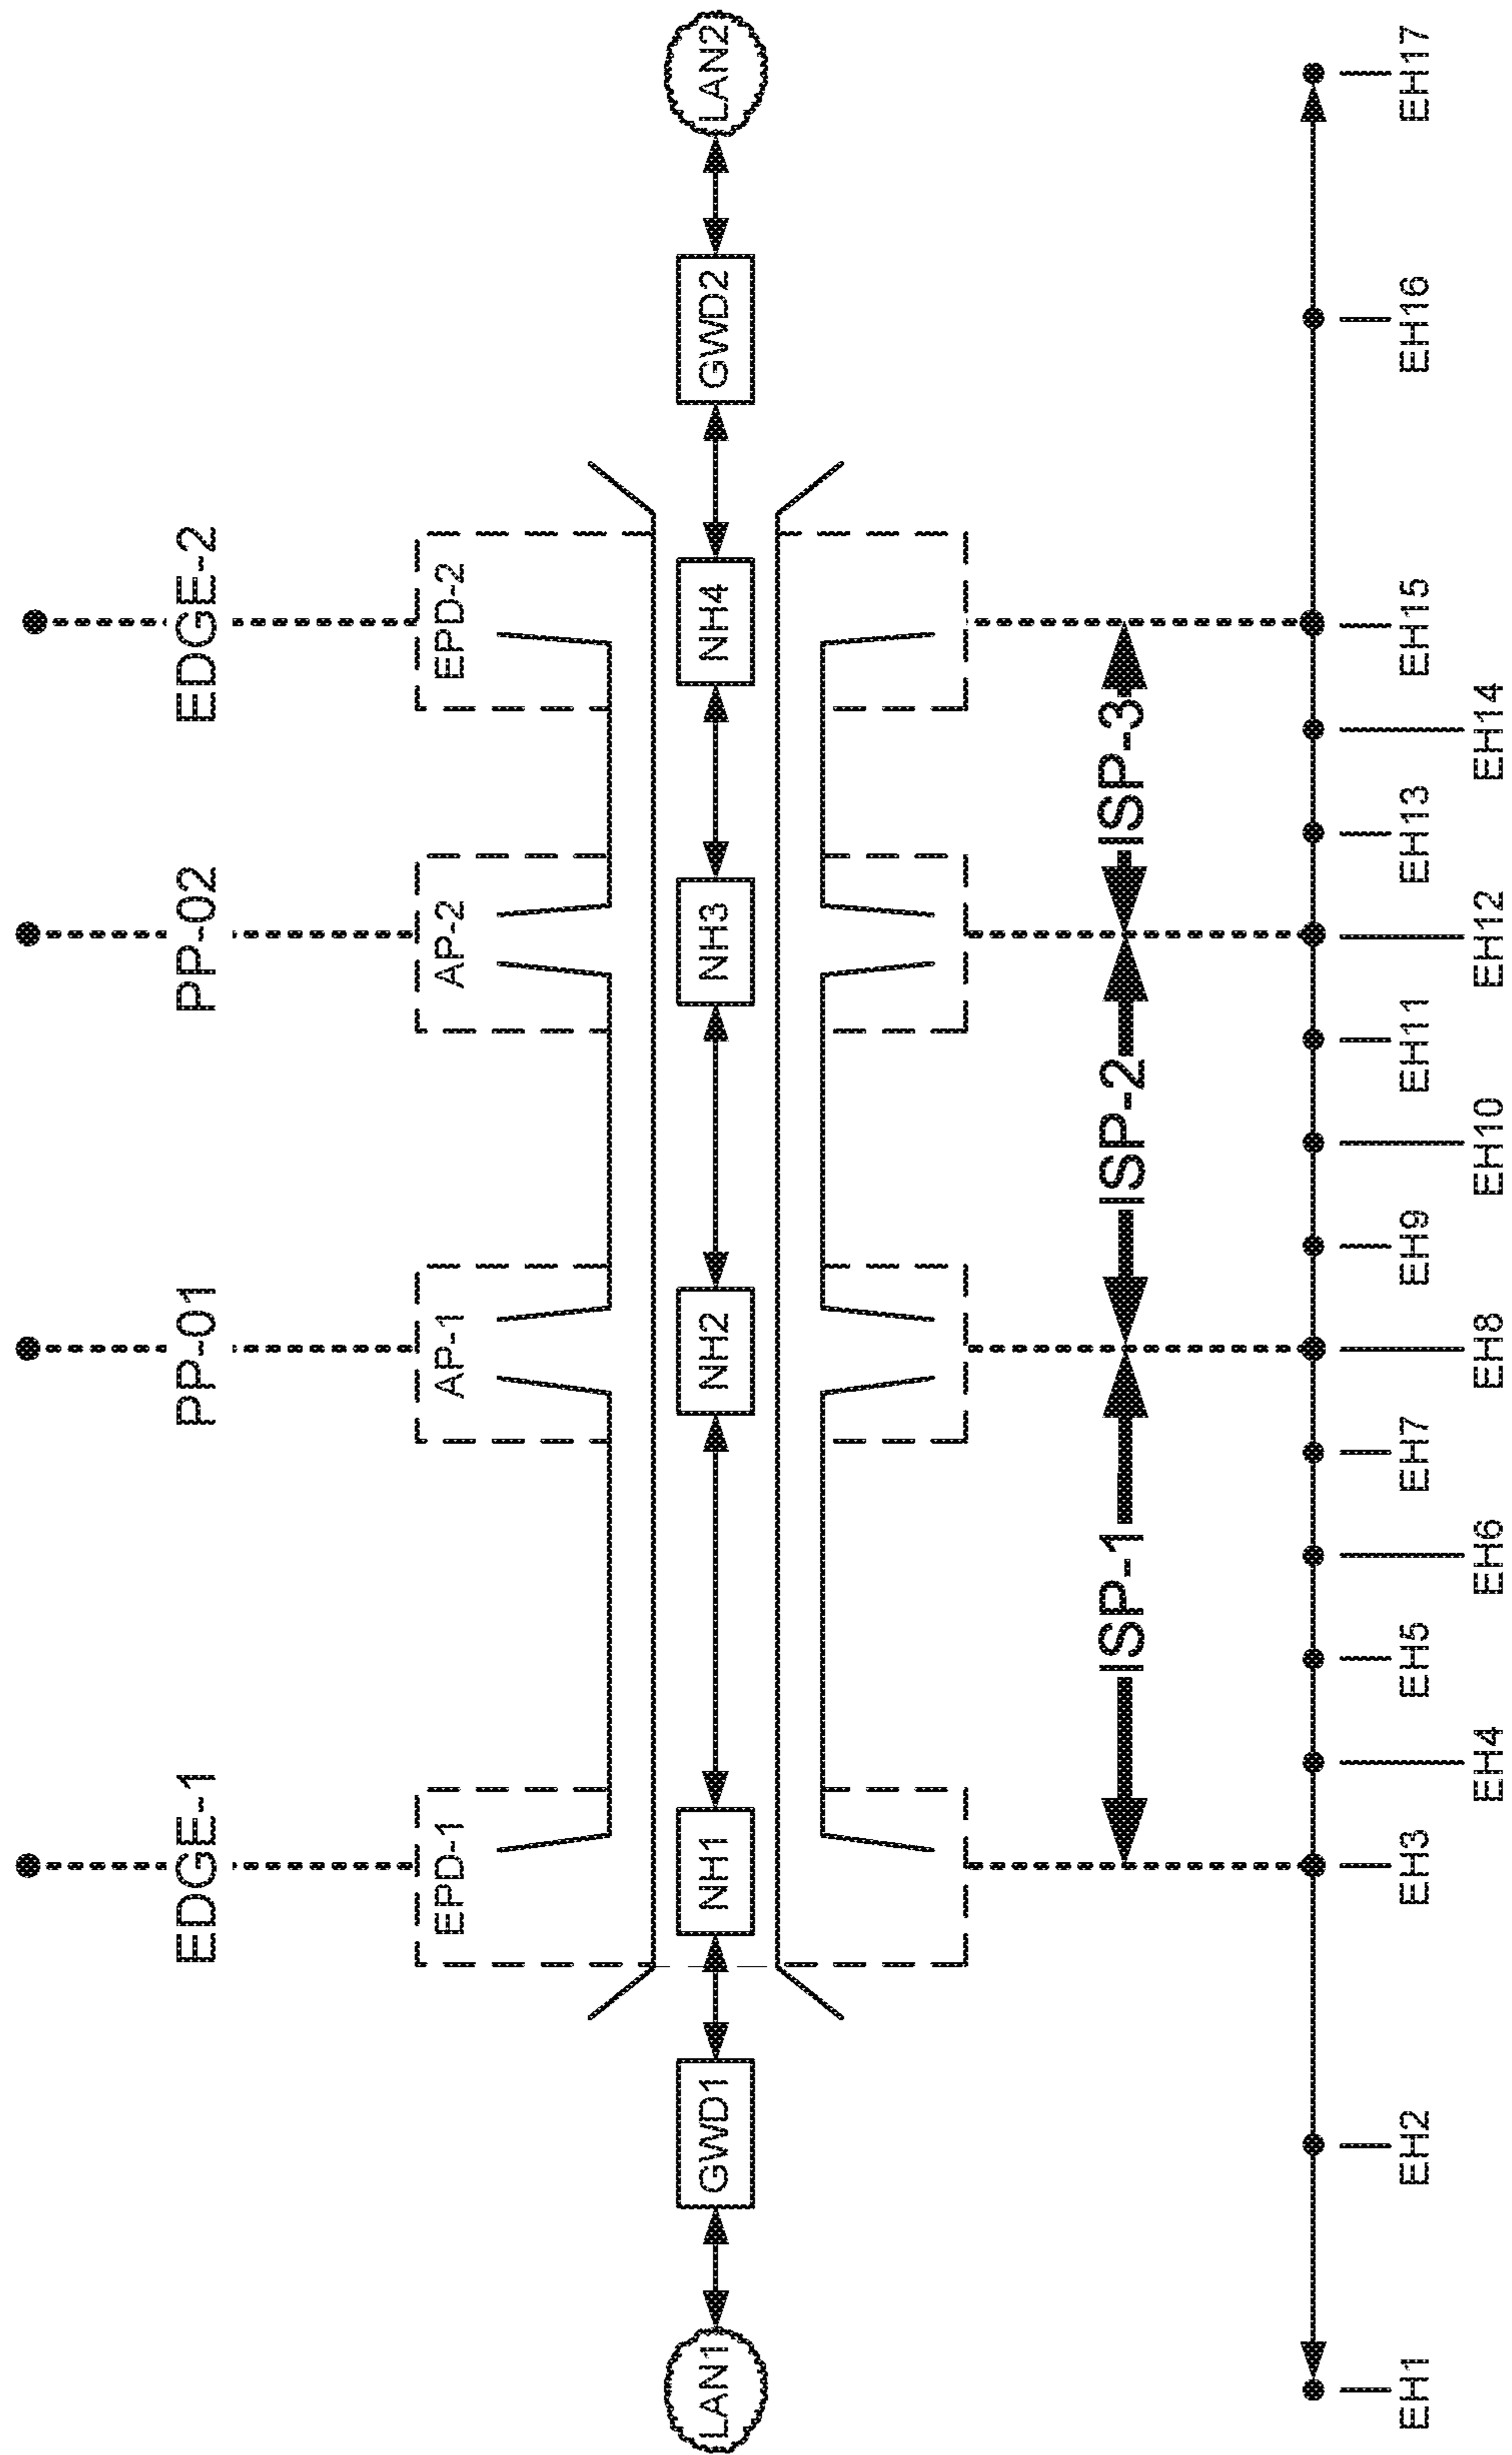 EDGE-1
PP-01
PP-02
EDGE-2
EPD-1
AP-1
AP-2
EPD-2
LAN1
GWD1
NH1
NH2
NH3
NH4
GWD2
LAN2
ISP-1
ISP-2
ISP-3
EH1
EH2
EH3
EH4
EH5
EH6
EH7
EH8
EH9
EH10
EH11
EH12
EH13
EH14
EH15
EH16
EH17